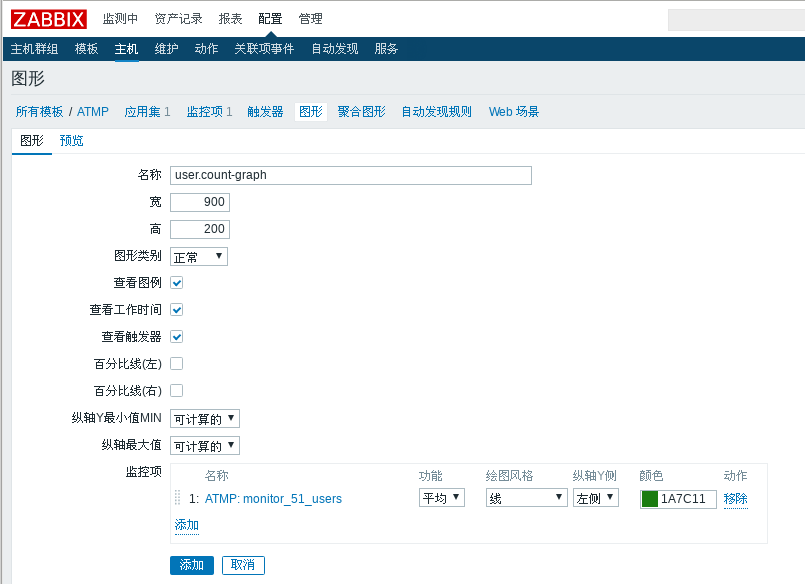 ZABBIX 监测中 资产记录 报表 配置 管理
主机群组 模板 主机 维护 动作 关联项事件 自动发现 服务
图形
所有模板 / ATMP 应用集 1 监控项 1 触发器 图形 聚合图形 自动发现规则 Web 场景
图形 预览
名称 user.count-graph
宽 900
高 200
图形类别 正常
查看图例
查看工作时间
查看触发器
百分比线(左)
百分比线(右)
纵轴Y最小值MIN 可计算的
纵轴最大值 可计算的
监控项 名称 功能 绘图风格 纵轴Y侧 颜色 动作
1: ATMP: monitor_51_users 平均 线 左侧 1A7C11 移除
添加
添加 取消